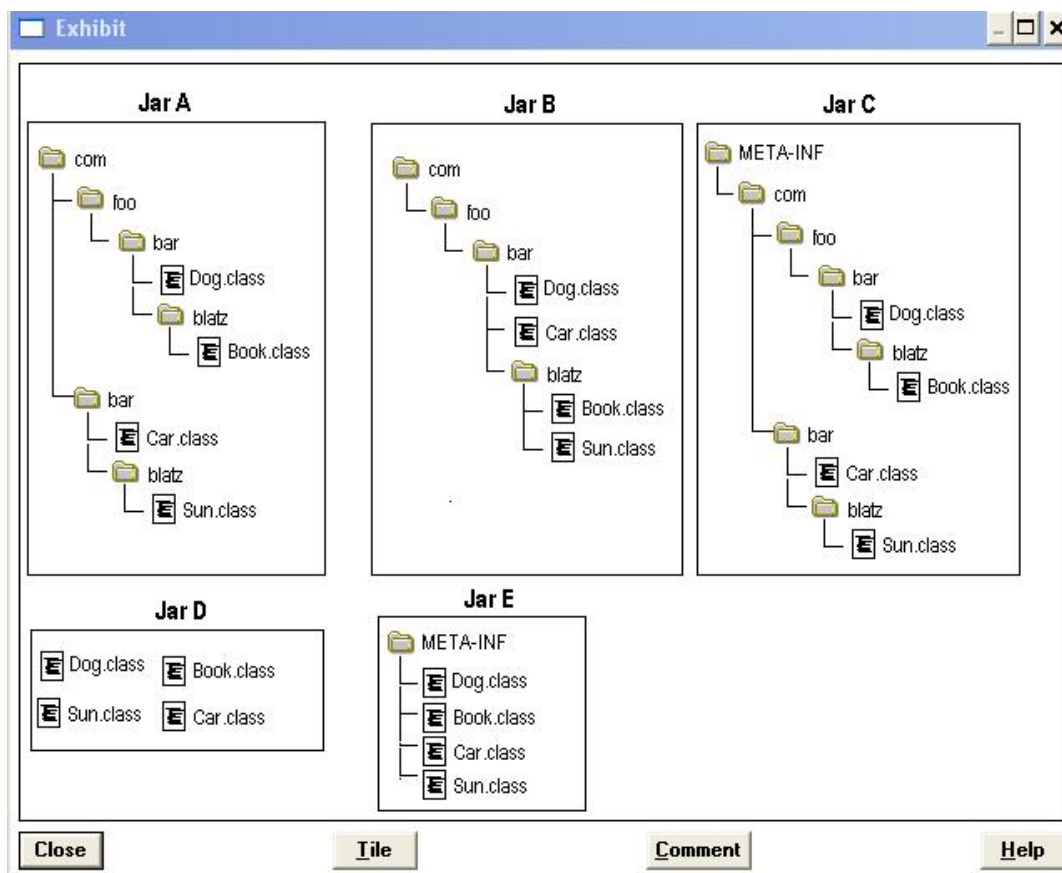 Exhibit
Jar A
com
foo
bar
Dog.class
blatz
Book.class
bar
Car.class
blatz
Sun.class
Jar B
com
foo
bar
Dog.class
Car.class
blatz
Book.class
Sun.class
Jar C
META-INF
com
foo
bar
Dog.class
blatz
Book.class
bar
Car.class
blatz
Sun.class
Jar D
Dog.class
Book.class
Sun.class
Car.class
Jar E
META-INF
Dog.class
Book.class
Car.class
Sun.class
Close
Tile
Comment
Help